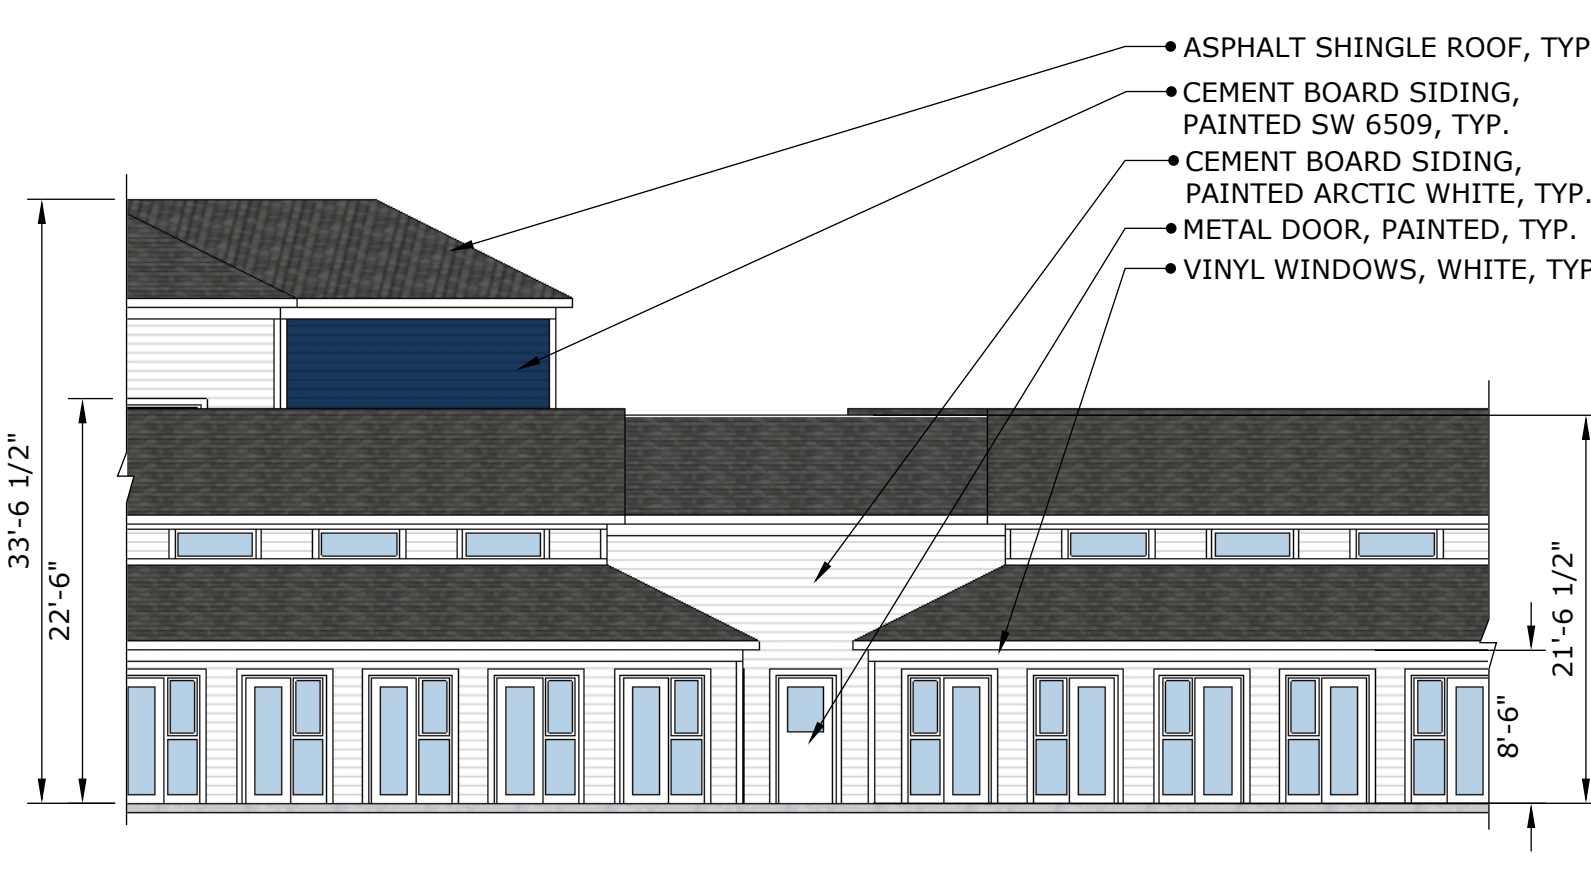 ASPHALT SHINGLE ROOF, TYP
CEMENT BOARD SIDING,
PAINTED SW 6509, TYP.
CEMENT BOARD SIDING,
PAINTED ARCTIC WHITE, TYP.
METAL DOOR, PAINTED, TYP.
VINYL WINDOWS, WHITE, TYP
33'-6 1/2"
22'-6"
21'-6 1/2"
8'-6"